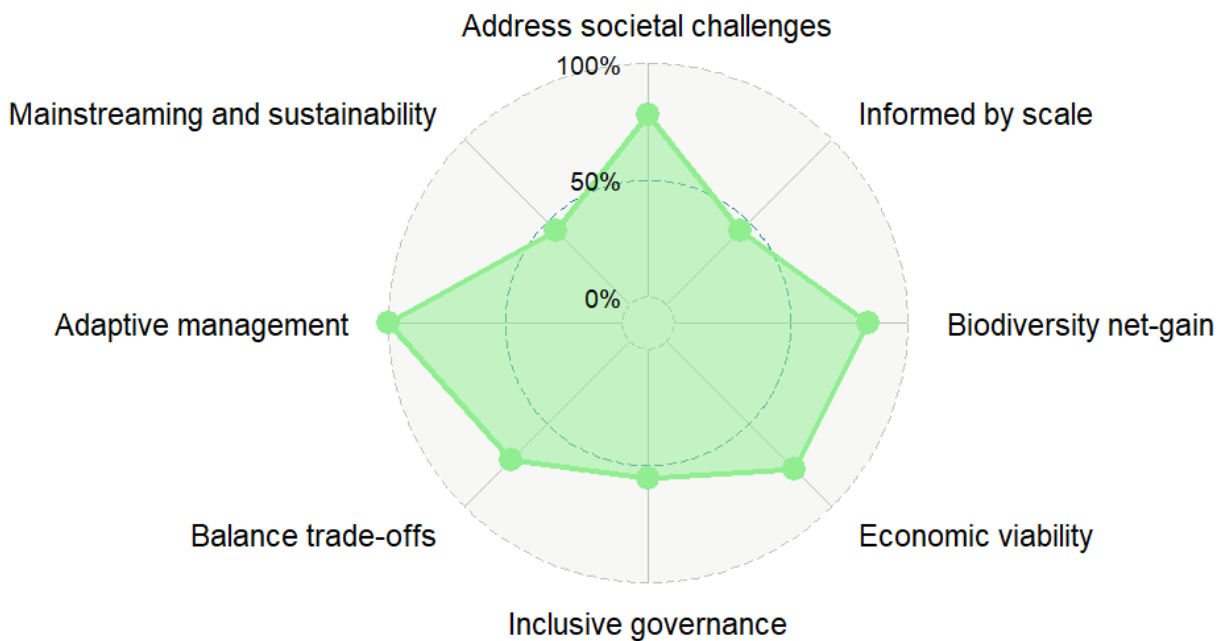 Address societal challenges
100%
Mainstreaming and sustainability
Informed by scale
50%
0%
Adaptive management
Biodiversity net-gain
Balance trade-offs
Economic viability
Inclusive governance